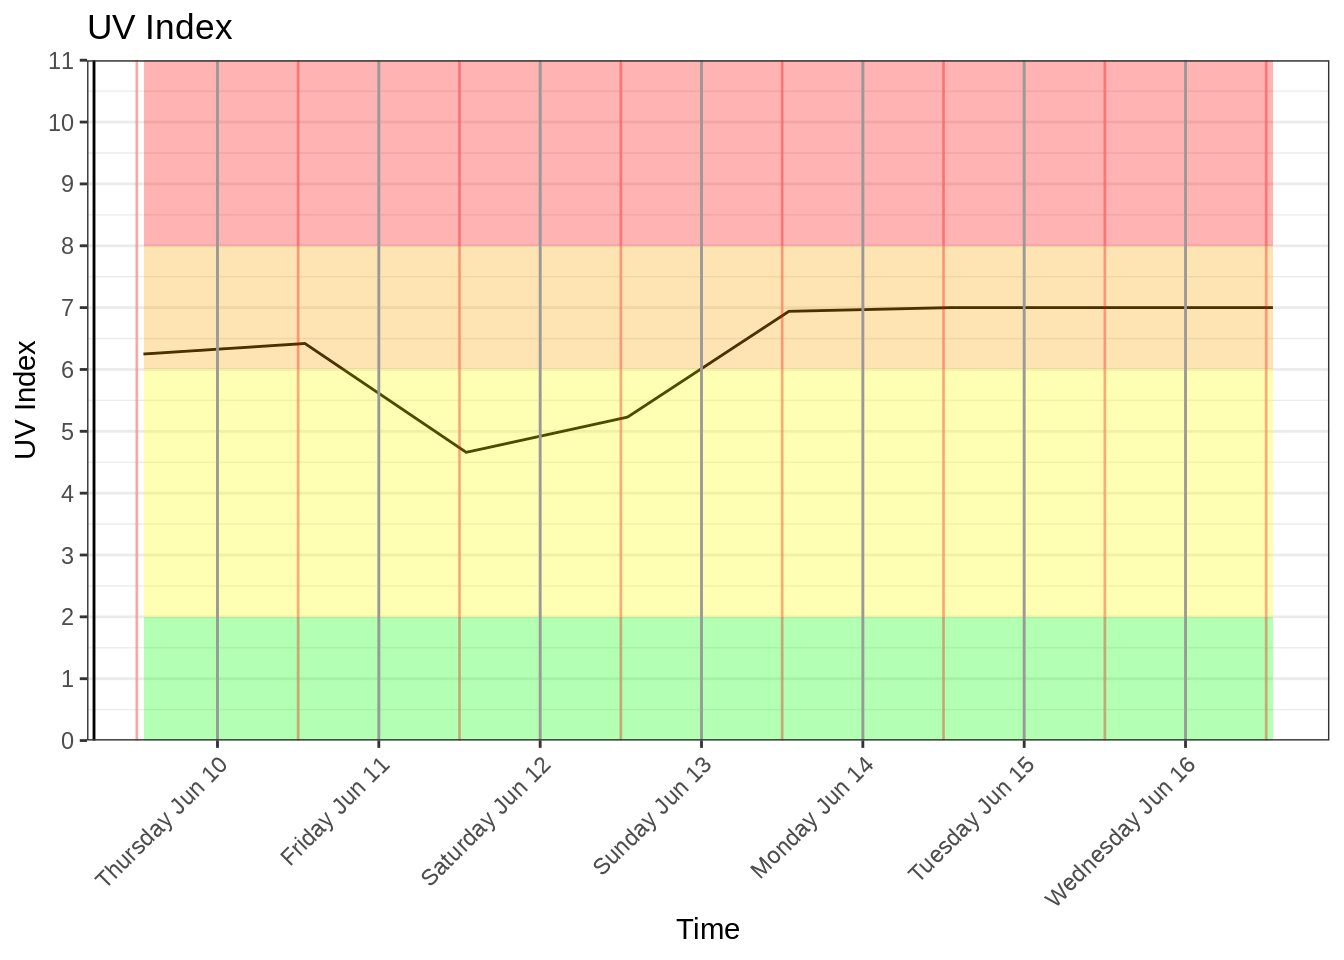 UV Index
11
10
9
8
7
6
5
4
3
2
1
0
UV Index
Thursday Jun 10
Friday Jun 11
Saturday Jun 12
Sunday Jun 13
Monday Jun 14
Tuesday Jun 15
Wednesday Jun 16
Time